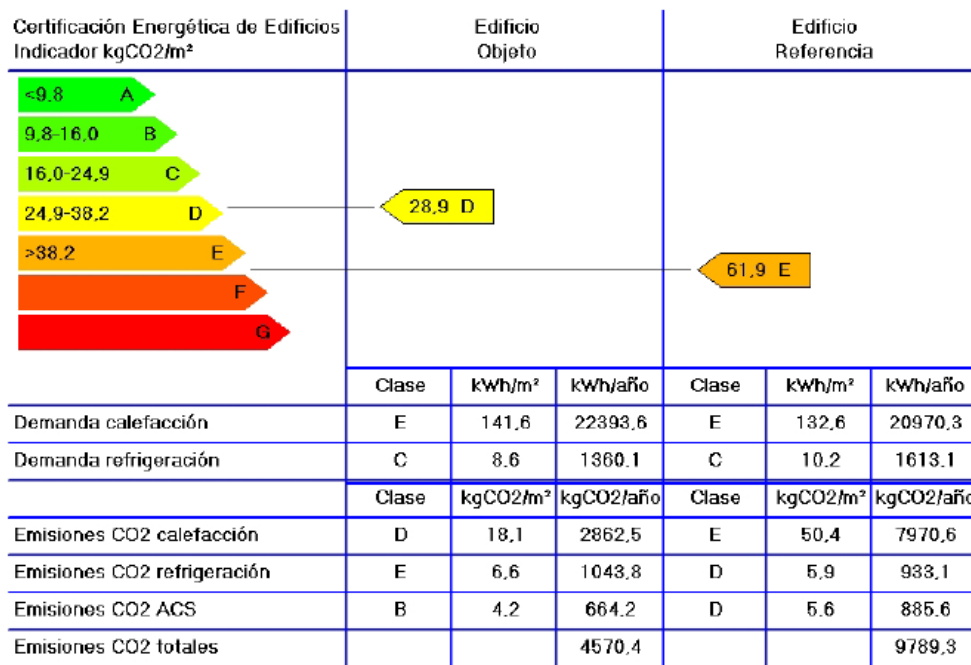 Certificación Energética de Edificios
Indicador kgCO2/m²
Edificio
Objeto
Edificio
Referencia
<9,8 A
9,8-16,0 B
16,0-24,9 C
24,9-38,2 D
28,9 D
>38,2 E
61,9 E
F
G
Clase kWh/m² kWh/año Clase kWh/m² kWh/año
Demanda calefacción E 141,6 22393,6 E 132,6 20970,3
Demanda refrigeración C 8,6 1360,1 C 10,2 1613,1
Clase kgCO2/m² kgCO2/año Clase kgCO2/m² kgCO2/año
Emisiones CO2 calefacción D 18,1 2862,5 E 50,4 7970,6
Emisiones CO2 refrigeración E 6,6 1043,8 D 5,9 933,1
Emisiones CO2 ACS B 4,2 664,2 D 5,6 885,6
Emisiones CO2 totales 4570,4 9789,3